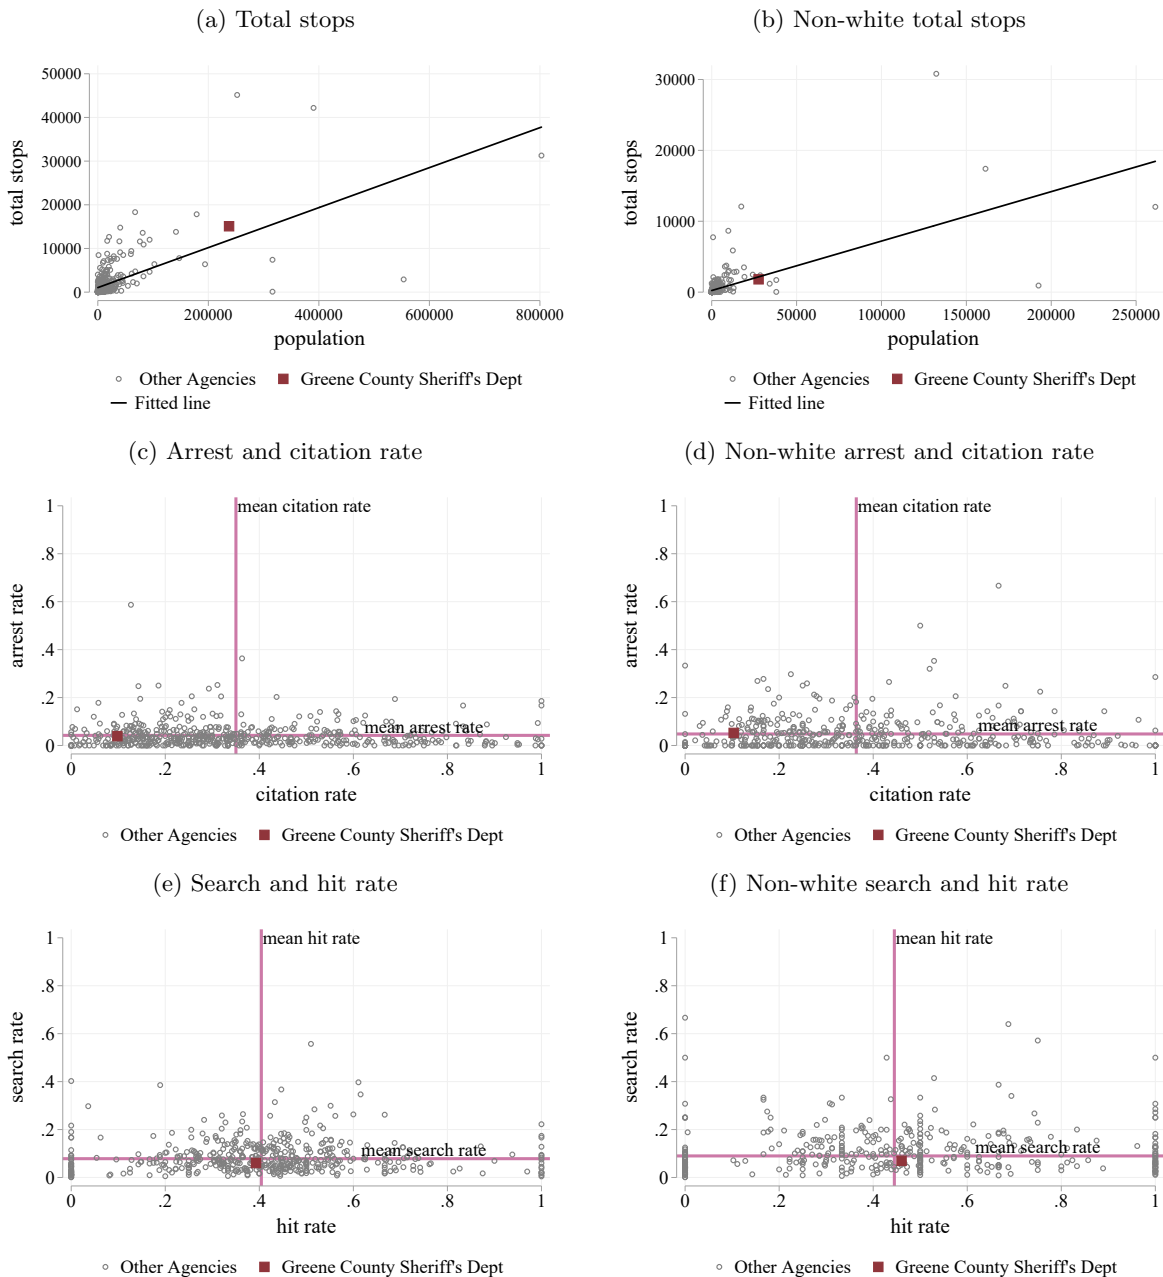 (a) Total stops
50000
40000
30000
20000
10000
0
total stops
0 200000 400000 600000 800000
population
Other Agencies Greene County Sheriff's Dept
Fitted line
(b) Non-white total stops
30000
20000
10000
0
total stops
0 50000 100000 150000 200000 250000
population
Other Agencies Greene County Sheriff's Dept
Fitted line
(c) Arrest and citation rate
1
.8
.6
.4
.2
0
arrest rate
mean citation rate
mean arrest rate
0 .2 .4 .6 .8 1
citation rate
Other Agencies Greene County Sheriff's Dept
(d) Non-white arrest and citation rate
1
.8
.6
.4
.2
0
arrest rate
mean citation rate
mean arrest rate
0 .2 .4 .6 .8 1
citation rate
Other Agencies Greene County Sheriff's Dept
(e) Search and hit rate
1
.8
.6
.4
.2
0
search rate
mean hit rate
mean search rate
0 .2 .4 .6 .8 1
hit rate
Other Agencies Greene County Sheriff's Dept
(f) Non-white search and hit rate
1
.8
.6
.4
.2
0
search rate
mean hit rate
mean search rate
0 .2 .4 .6 .8 1
hit rate
Other Agencies Greene County Sheriff's Dept